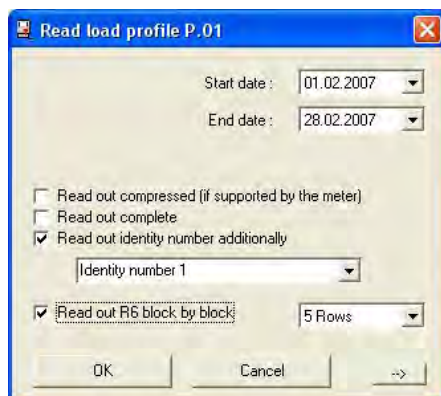 Read load profile P.01
Start date : 01.02.2007
End date : 28.02.2007
Read out compressed (if supported by the meter)
Read out complete
Read out identity number additionally
Identity number 1
Read out R6 block by block 5 Rows
OK Cancel -->